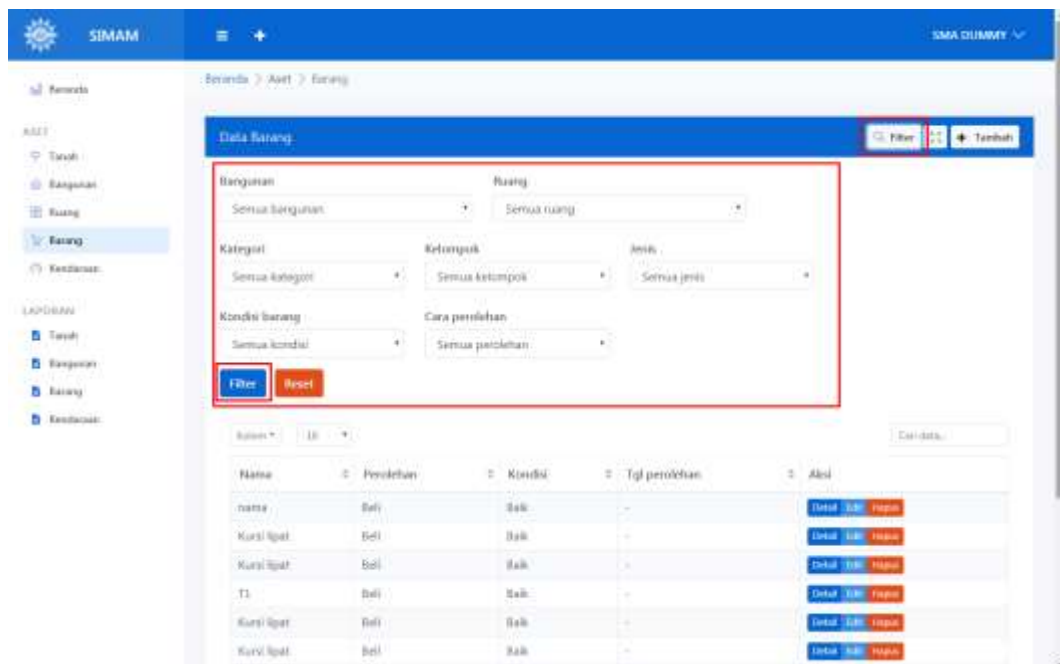 SIMAM
SMA DUMMY
Beranda
Beranda > Aset > Barang
ASET
Tanah
Bangunan
Ruang
Barang
Kendaraan
LAPORAN
Tanah
Bangunan
Barang
Kendaraan
Data Barang
Filter
Tambah
Bangunan Ruang
Semua bangunan Semua ruang
Kategori Kelompok Jenis
Semua kategori Semua kelompok Semua jenis
Kondisi barang Cara perolehan
Semua kondisi Semua perolehan
Filter Reset
Kolom 10 Cari data...
Nama Perolehan Kondisi Tgl perolehan Aksi
nama Beli Baik - Detail Edit Hapus
Kursi lipat Beli Baik - Detail Edit Hapus
Kursi lipat Beli Baik - Detail Edit Hapus
T1 Beli Baik - Detail Edit Hapus
Kursi lipat Beli Baik - Detail Edit Hapus
Kursi lipat Beli Baik - Detail Edit Hapus